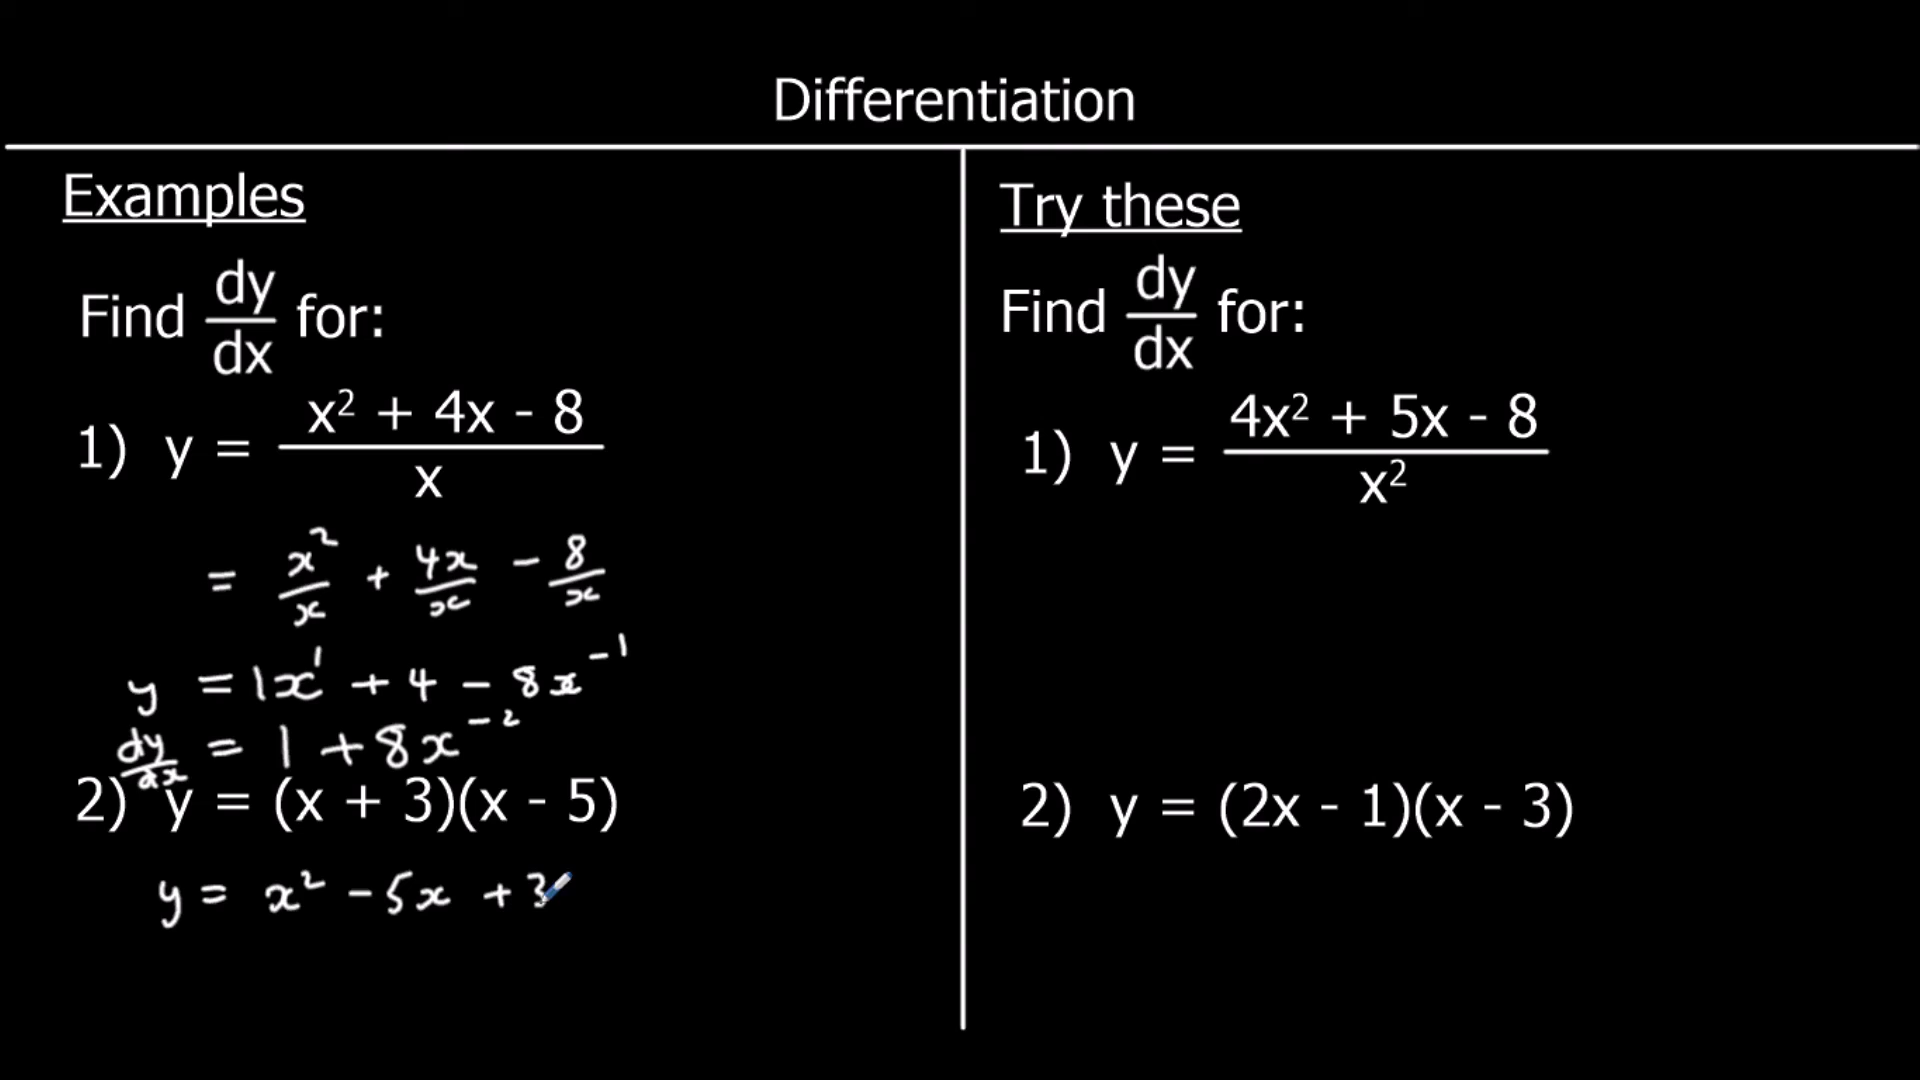 Differentiation
Examples
Find dy/dx for:
1) y = (x² + 4x - 8)/x
= x²/x + 4x/x - 8/x
y = 1x¹ + 4 - 8x⁻¹
dy/dx = 1 + 8x⁻²
2) y = (x + 3)(x - 5)
y = x² - 5x + 3
Try these
Find dy/dx for:
1) y = (4x² + 5x - 8)/x²
2) y = (2x - 1)(x - 3)